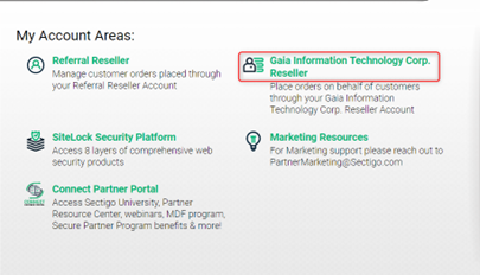 My Account Areas:
Referral Reseller
Manage customer orders placed through
your Referral Reseller Account
Gaia Information Technology Corp.
Reseller
Place orders on behalf of customers
through your Gaia Information
Technology Corp. Reseller Account
SiteLock Security Platform
Access 8 layers of comprehensive web
security products
Marketing Resources
For Marketing support please reach out to
PartnerMarketing@Sectigo.com
Connect Partner Portal
Access Sectigo University, Partner
Resource Center, webinars, MDF program,
Secure Partner Program benefits & more!